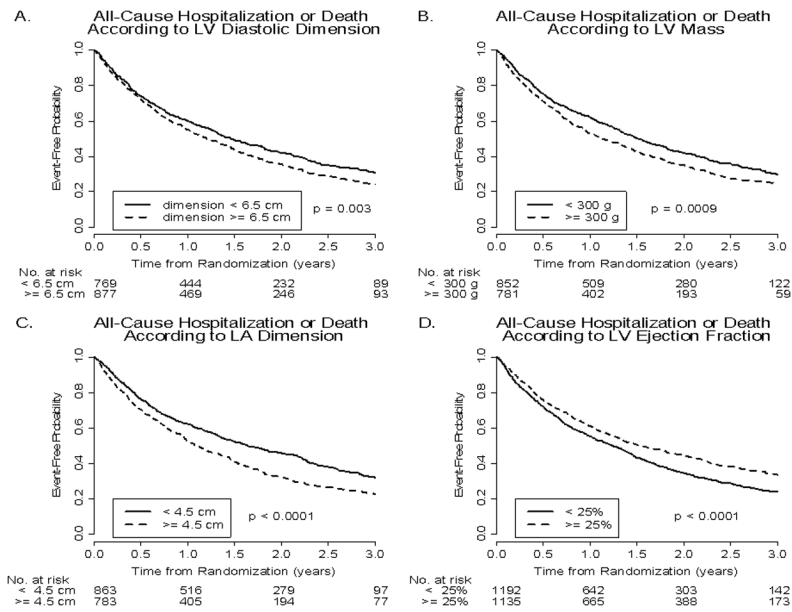 A.
All-Cause Hospitalization or Death
According to LV Diastolic Dimension
Event-Free Probability
1.0
0.8
0.6
0.4
0.2
0.0
dimension < 6.5 cm
dimension >= 6.5 cm
p = 0.003
0.0 0.5 1.0 1.5 2.0 2.5 3.0
Time from Randomization (years)
No. at risk
< 6.5 cm 769 444 232 89
>= 6.5 cm 877 469 246 93
B.
All-Cause Hospitalization or Death
According to LV Mass
Event-Free Probability
1.0
0.8
0.6
0.4
0.2
0.0
< 300 g
>= 300 g
p = 0.0009
0.0 0.5 1.0 1.5 2.0 2.5 3.0
Time from Randomization (years)
No. at risk
< 300 g 852 509 280 122
>= 300 g 781 402 193 59
C.
All-Cause Hospitalization or Death
According to LA Dimension
Event-Free Probability
1.0
0.8
0.6
0.4
0.2
0.0
< 4.5 cm
>= 4.5 cm
p < 0.0001
0.0 0.5 1.0 1.5 2.0 2.5 3.0
Time from Randomization (years)
No. at risk
< 4.5 cm 863 516 279 97
>= 4.5 cm 783 405 194 77
D.
All-Cause Hospitalization or Death
According to LV Ejection Fraction
Event-Free Probability
1.0
0.8
0.6
0.4
0.2
0.0
< 25%
>= 25%
p < 0.0001
0.0 0.5 1.0 1.5 2.0 2.5 3.0
Time from Randomization (years)
No. at risk
< 25% 1192 642 303 142
>= 25% 1135 665 388 173